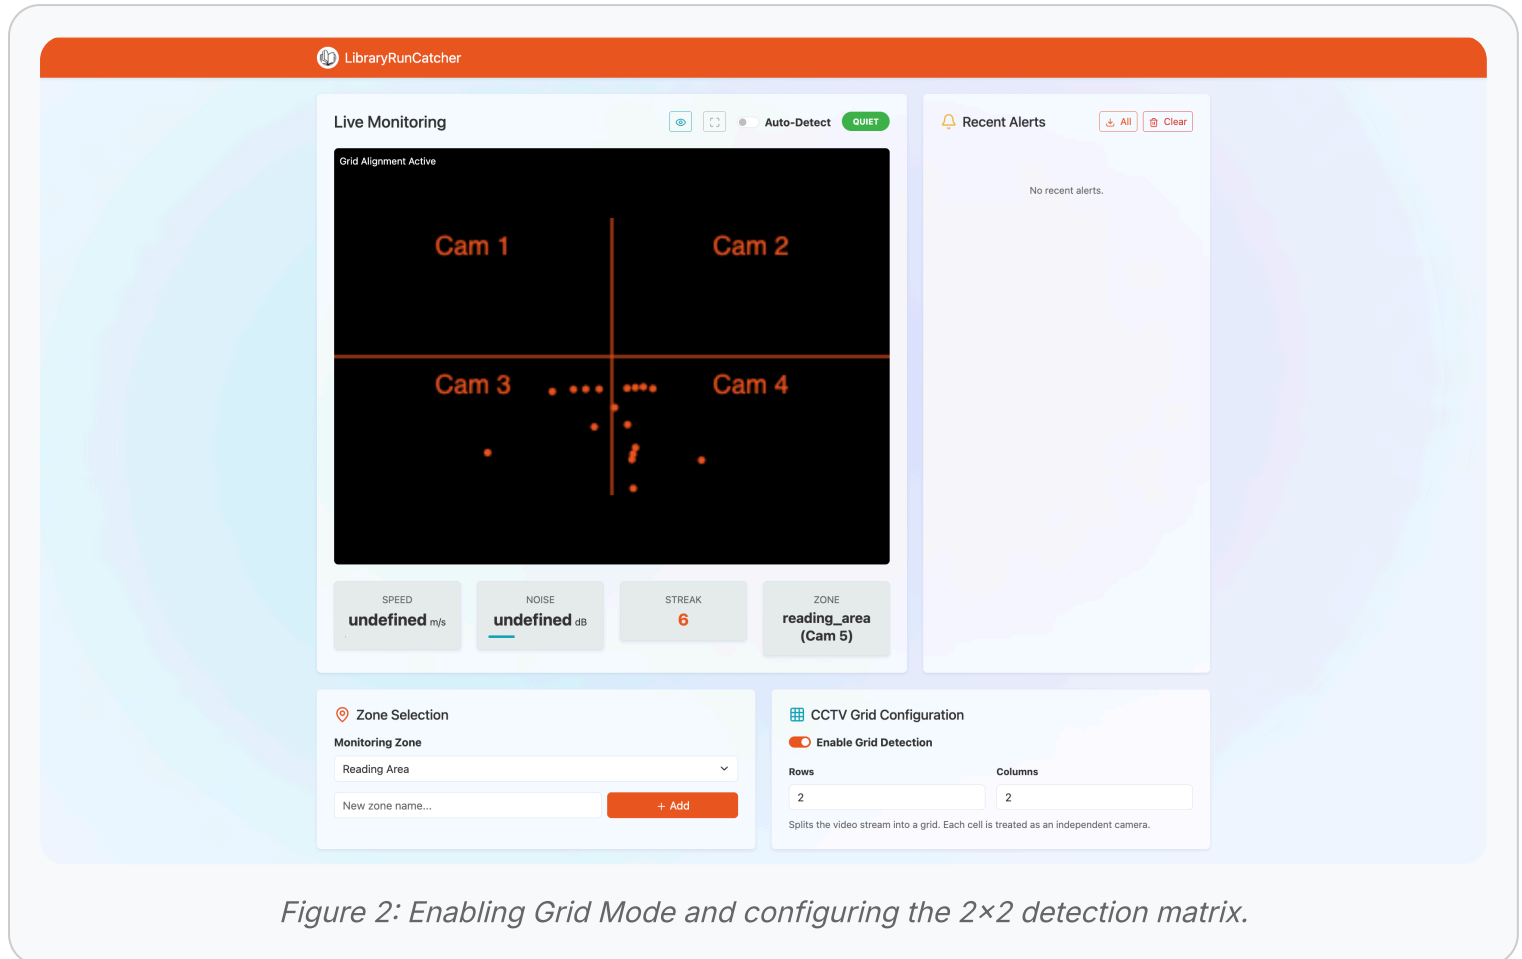 LibraryRunCatcher
Live Monitoring
Auto-Detect
QUIET
Grid Alignment Active
Cam 1
Cam 2
Cam 3
Cam 4
SPEED
undefined m/s
NOISE
undefined dB
STREAK
6
ZONE
reading_area
(Cam 5)
Recent Alerts
All
Clear
No recent alerts.
Zone Selection
Monitoring Zone
Reading Area
New zone name...
+ Add
CCTV Grid Configuration
Enable Grid Detection
Rows
Columns
2
2
Splits the video stream into a grid. Each cell is treated as an independent camera.
Figure 2: Enabling Grid Mode and configuring the 2×2 detection matrix.